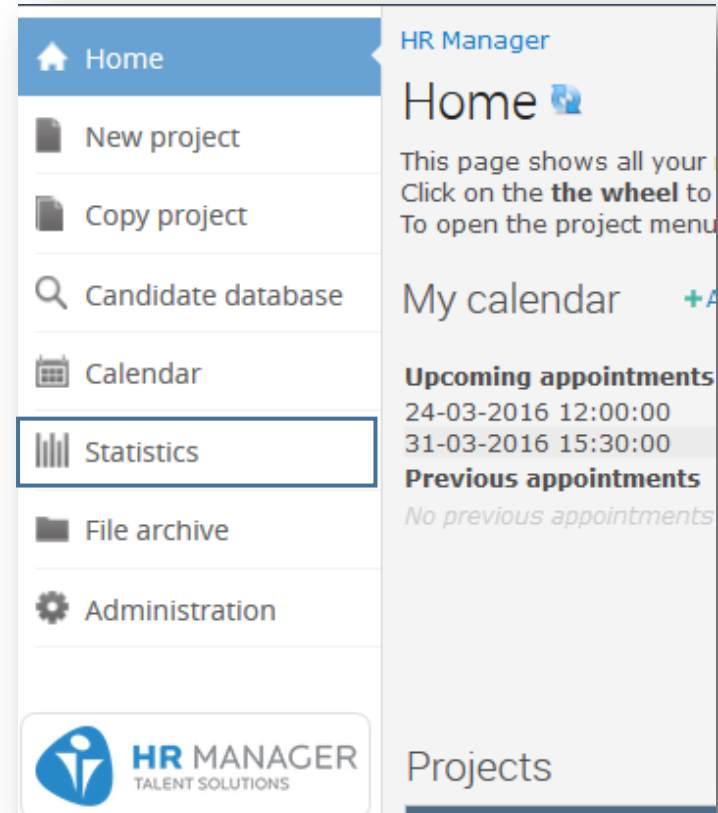 Home
New project
Copy project
Candidate database
Calendar
Statistics
File archive
Administration
HR MANAGER
TALENT SOLUTIONS
HR Manager
Home
This page shows all your
Click on the the wheel to
To open the project menu
My calendar +A
Upcoming appointments
24-03-2016 12:00:00
31-03-2016 15:30:00
Previous appointments
No previous appointments
Projects